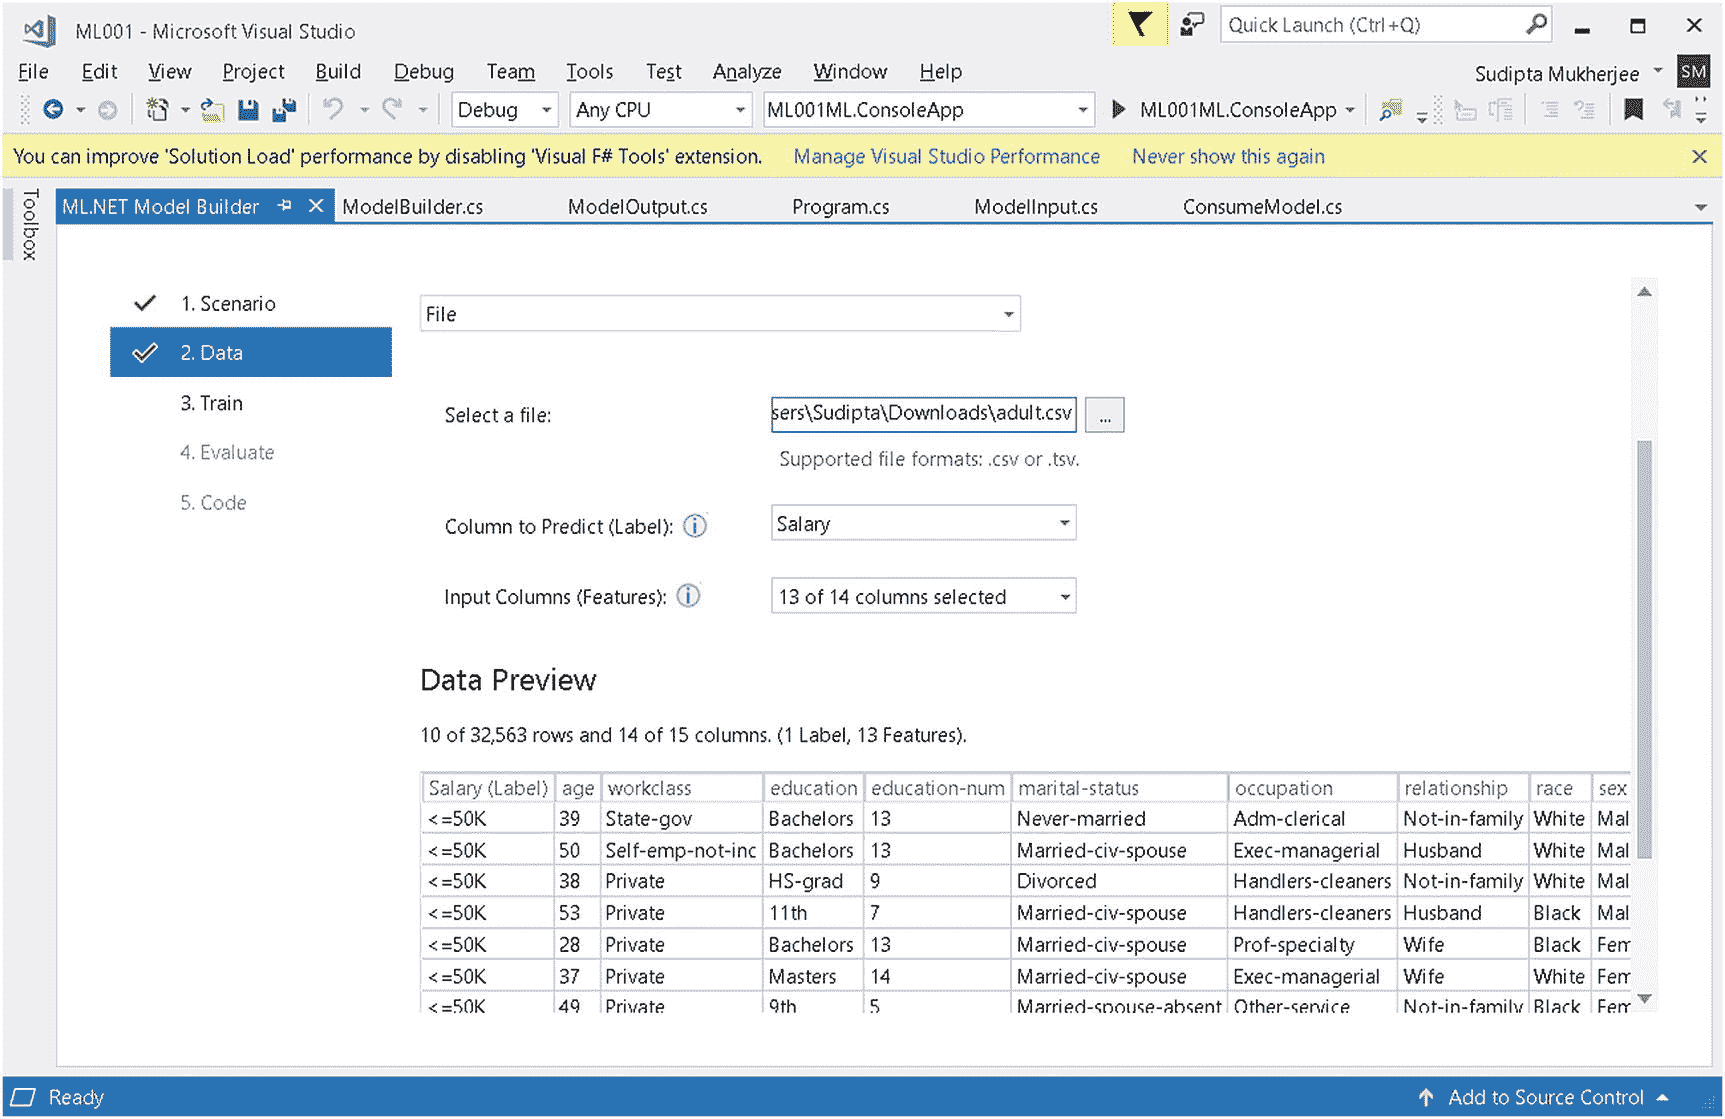 ML001 - Microsoft Visual Studio
Quick Launch (Ctrl+Q)
File Edit View Project Build Debug Team Tools Test Analyze Window Help
Sudipta Mukherjee SM
Debug Any CPU ML001ML.ConsoleApp ML001ML.ConsoleApp
You can improve 'Solution Load' performance by disabling 'Visual F# Tools' extension. Manage Visual Studio Performance Never show this again
Toolbox
ML.NET Model Builder ModelBuilder.cs ModelOutput.cs Program.cs ModelInput.cs ConsumeModel.cs
1. Scenario
2. Data
3. Train
4. Evaluate
5. Code
File
Select a file: sers\Sudipta\Downloads\adult.csv ...
Supported file formats: .csv or .tsv.
Column to Predict (Label): Salary
Input Columns (Features): 13 of 14 columns selected
Data Preview
10 of 32,563 rows and 14 of 15 columns. (1 Label, 13 Features).
Salary (Label) age workclass education education-num marital-status occupation relationship race sex
<=50K 39 State-gov Bachelors 13 Never-married Adm-clerical Not-in-family White Mal
<=50K 50 Self-emp-not-inc Bachelors 13 Married-civ-spouse Exec-managerial Husband White Mal
<=50K 38 Private HS-grad 9 Divorced Handlers-cleaners Not-in-family White Mal
<=50K 53 Private 11th 7 Married-civ-spouse Handlers-cleaners Husband Black Mal
<=50K 28 Private Bachelors 13 Married-civ-spouse Prof-specialty Wife Black Fem
<=50K 37 Private Masters 14 Married-civ-spouse Exec-managerial Wife White Fem
<=50K 49 Private 9th 5 Married-spouse-absent Other-service Not-in-family Black Fem
Ready
Add to Source Control